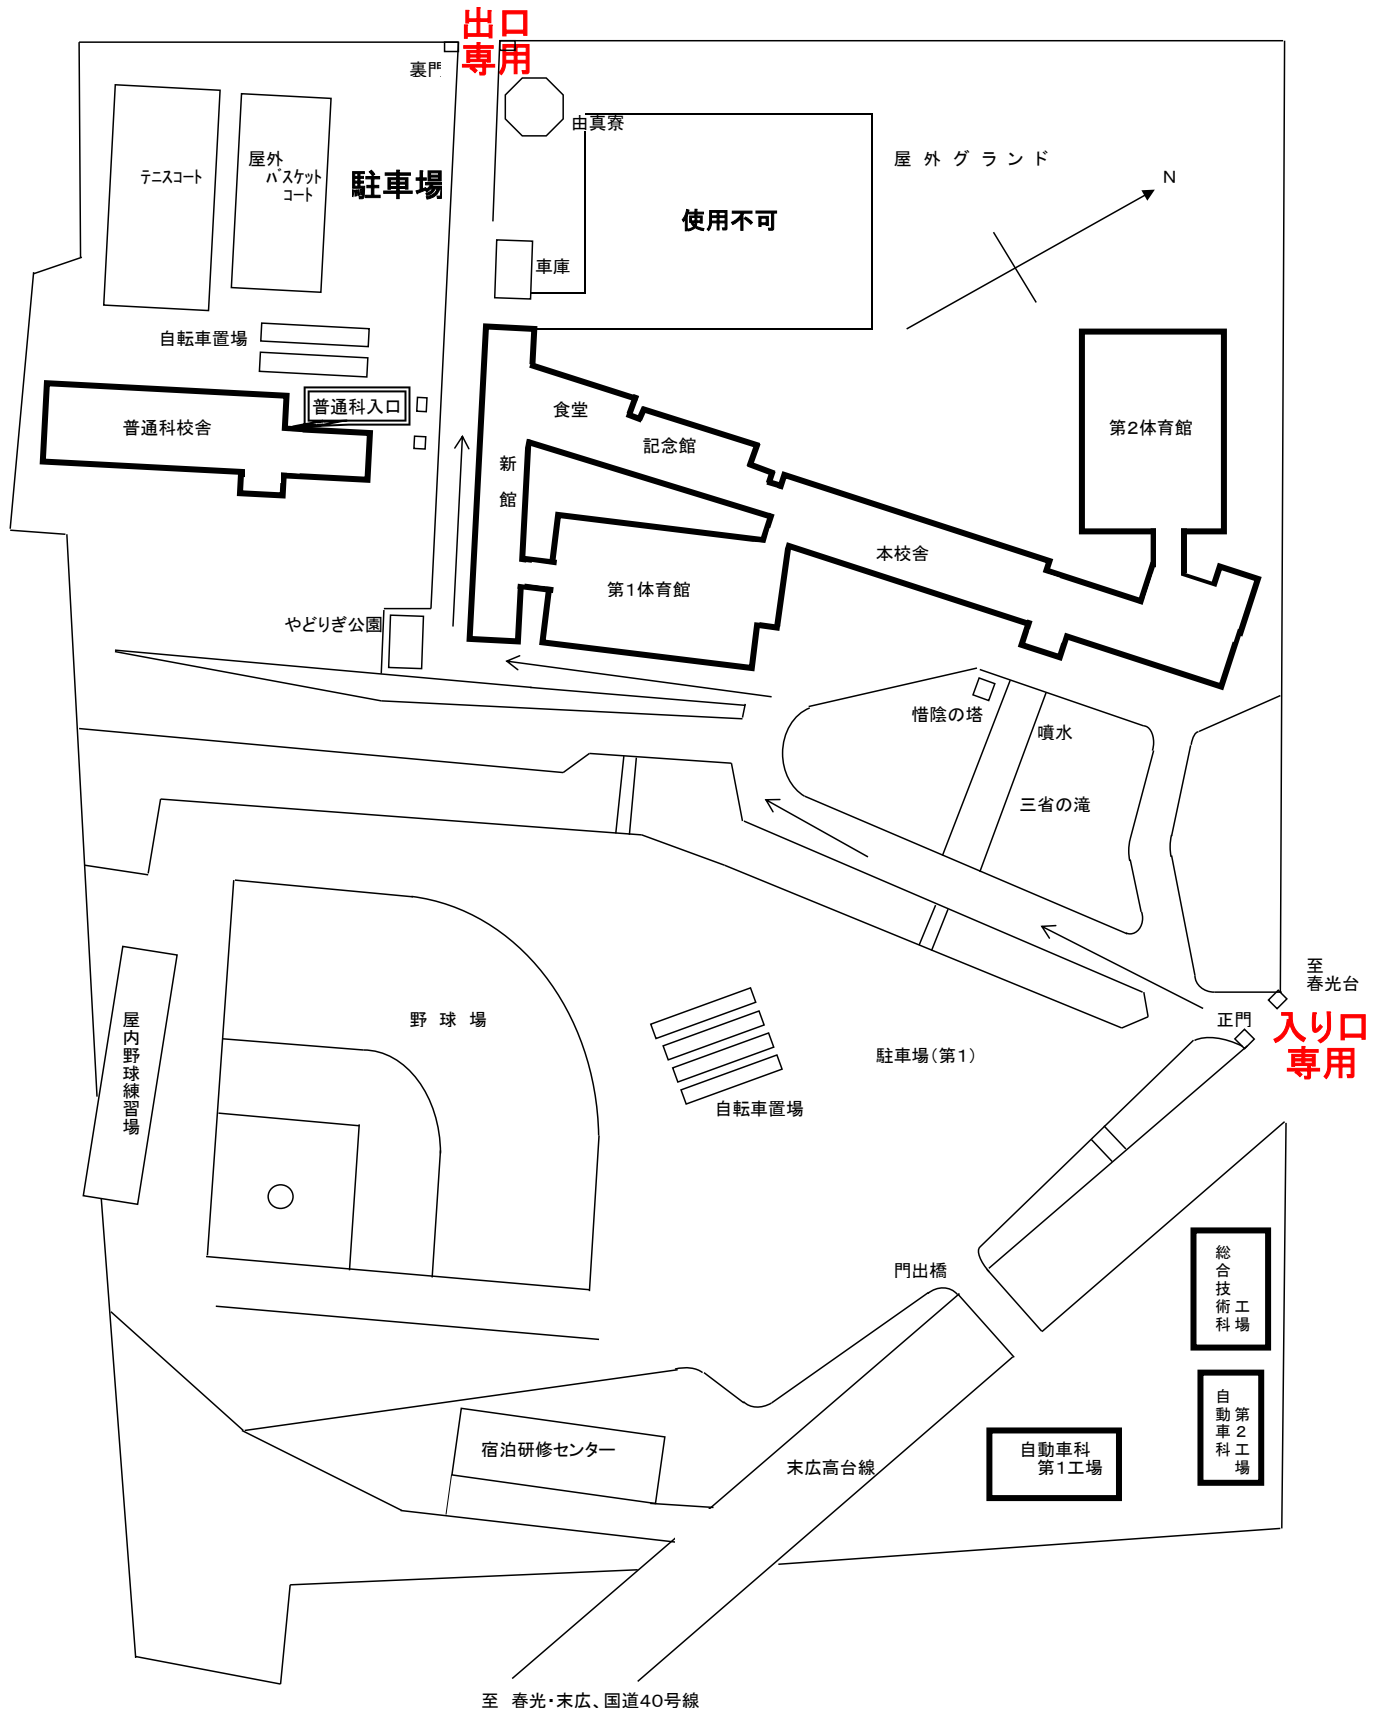 出口
専用
裏門
由真寮
屋外グランド
N
テニスコート
屋外
バスケット
コート
駐車場
使用不可
車庫
自転車置場
普通科入口
普通科校舎
食堂
記念館
新館
第2体育館
本校舎
第1体育館
やどりぎ公園
惜陰の塔
噴水
三省の滝
至
春光台
正門
入り口
専用
野球場
屋内野球練習場
駐車場(第1)
自転車置場
門出橋
総合技術科
工場
自動車科
第2工場
自動車科
第1工場
宿泊研修センター
末広高台線
至 春光・末広、国道40号線